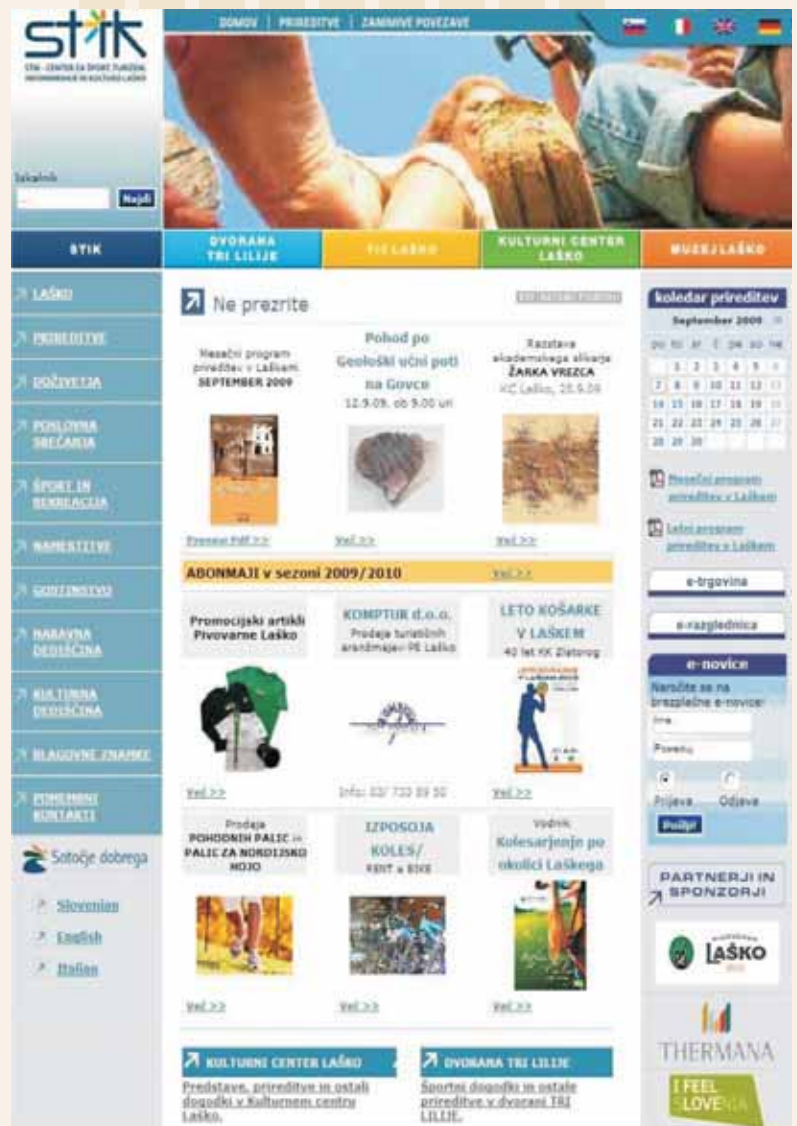 DOMOV | PRIREDITVE | ZANIMIVE POVEZAVE
stik
STIK - CENTER ZA ŠPORT, TURIZEM,
INFORMIRANJE IN KULTURO LAŠKO
Iskalnik
Najdi
STIK
DVORANA
TRI LILIJE
TIC LAŠKO
KULTURNI CENTER
LAŠKO
MUZEJ LAŠKO
LAŠKO
PRIREDITVE
DOŽIVETJA
POSLOVNA
SREČANJA
ŠPORT IN
REKREACIJA
NAMESTITVE
GOSTINSTVO
NARAVNA
DEDIŠČINA
KULTURNA
DEDIŠČINA
BLAGOVNE ZNAMKE
POMEMBNI
KONTAKTI
Sotočje dobrega
Slovenian
English
Italian
Ne prezrite
Mesečni program
prireditev v Laškem
SEPTEMBER 2009
Pohod po
Geološki učni poti
na Govce
12.9.09, ob 9.00 uri
Razstava
akademskega slikarja
ŽARKA VREZCA
KC Laško,
Več >>
Več >>
ABONMAJI v sezoni 2009/2010
Več >>
Promocijski artikli
Pivovarne Laško
KOMPTUR d.o.o.
Prodaja turističnih
aranžmajev-PE Laško
LETO KOŠARKE
V LAŠKEM
40 let KK Zlatorog
Več >>
Info: 03/ 733 89 50
Več >>
Prodaja
POHODNIH PALIC in
PALIC ZA NORDIJSKO
HOJO
IZPOSOJA
KOLES/
RENT a BIKE
Vodnik
Kolesarjenje po
okolici Laškega
Več >>
Več >>
Več >>
KULTURNI CENTER LAŠKO
Predstave, prireditve in ostali
dogodki v Kulturnem centru
Laško.
DVORANA TRI LILIJE
Športni dogodki in ostale
prireditve v dvorani TRI
LILIJE.
koledar prireditev
September 2009
po to sr č pe so ne
1 2 3 4 5 6
7 8 9 10 11 12 13
14 15 16 17 18 19 20
21 22 23 24 25 26 27
28 29 30
Mesečni program
prireditev v Laškem
Letni program
prireditev v Laškem
e-trgovina
e-razglednica
e-novice
Naročite se na
brezplačne e-novice!
Ime
Prijava Odjava
Pošlji!
PARTNERJI IN
SPONZORJI
LAŠKO
THERMANA
I FEEL
SLOVENIA